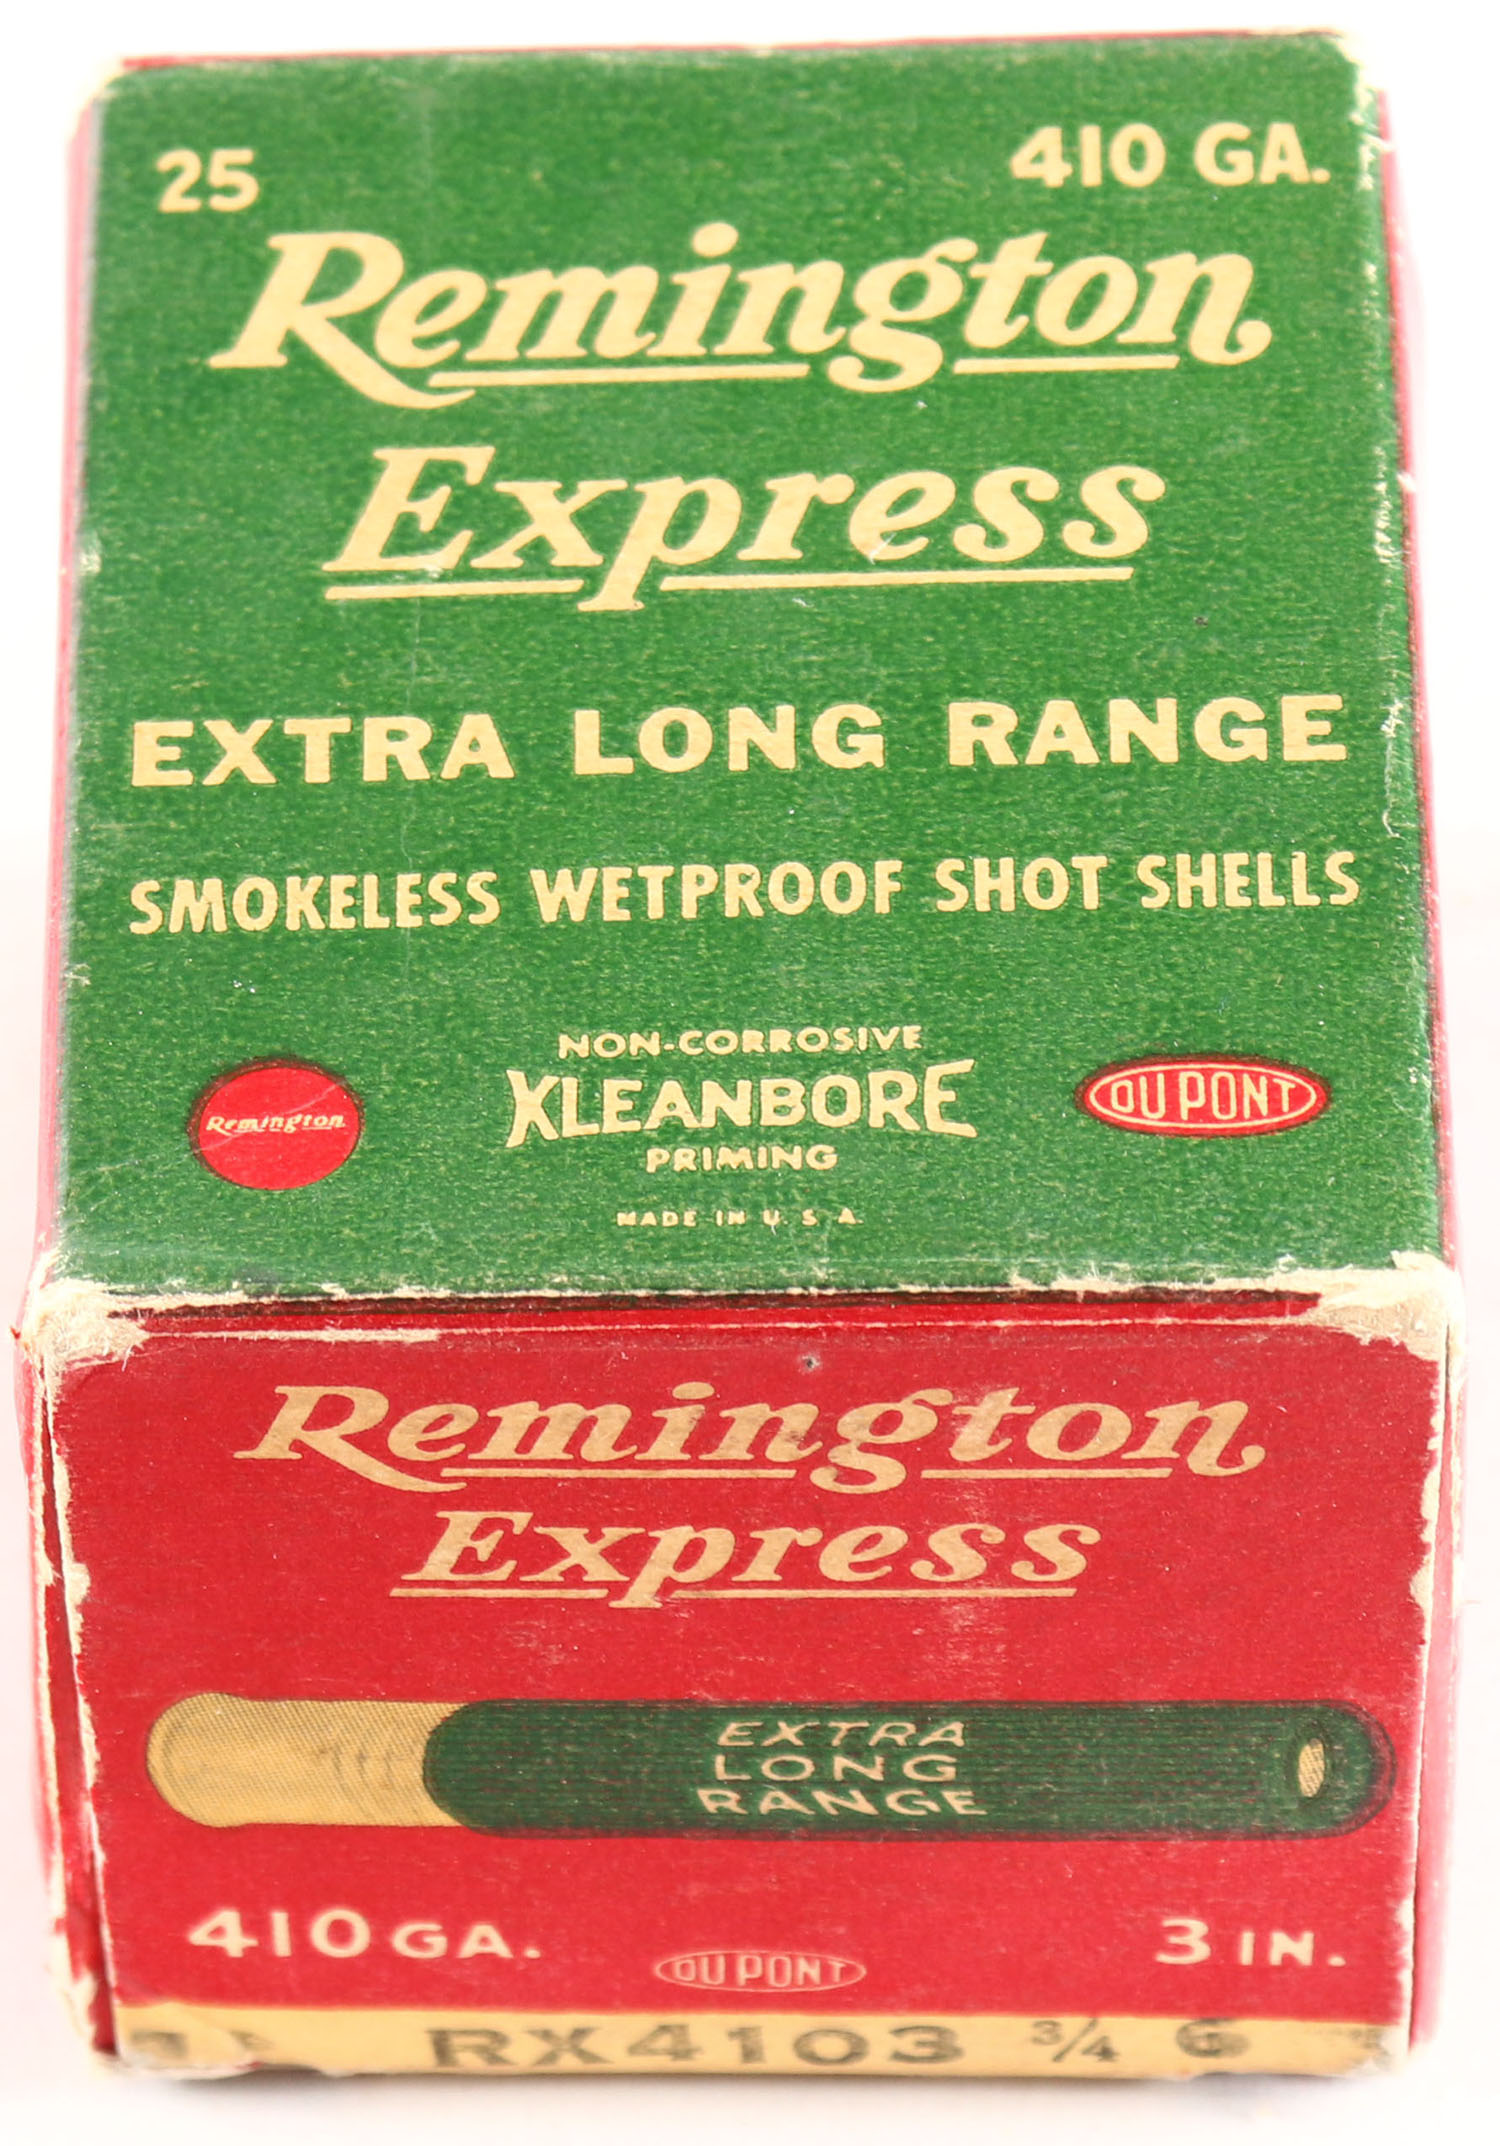 25 410 GA.
Remington
Express
EXTRA LONG RANGE
SMOKELESS WETPROOF SHOT SHELLS
NON-CORROSIVE
KLEANBORE
PRIMING
Remington
DU PONT
MADE IN U. S. A.
Remington
Express
EXTRA
LONG
RANGE
410 GA. 3 IN.
DU PONT
RX4103 3/4 6